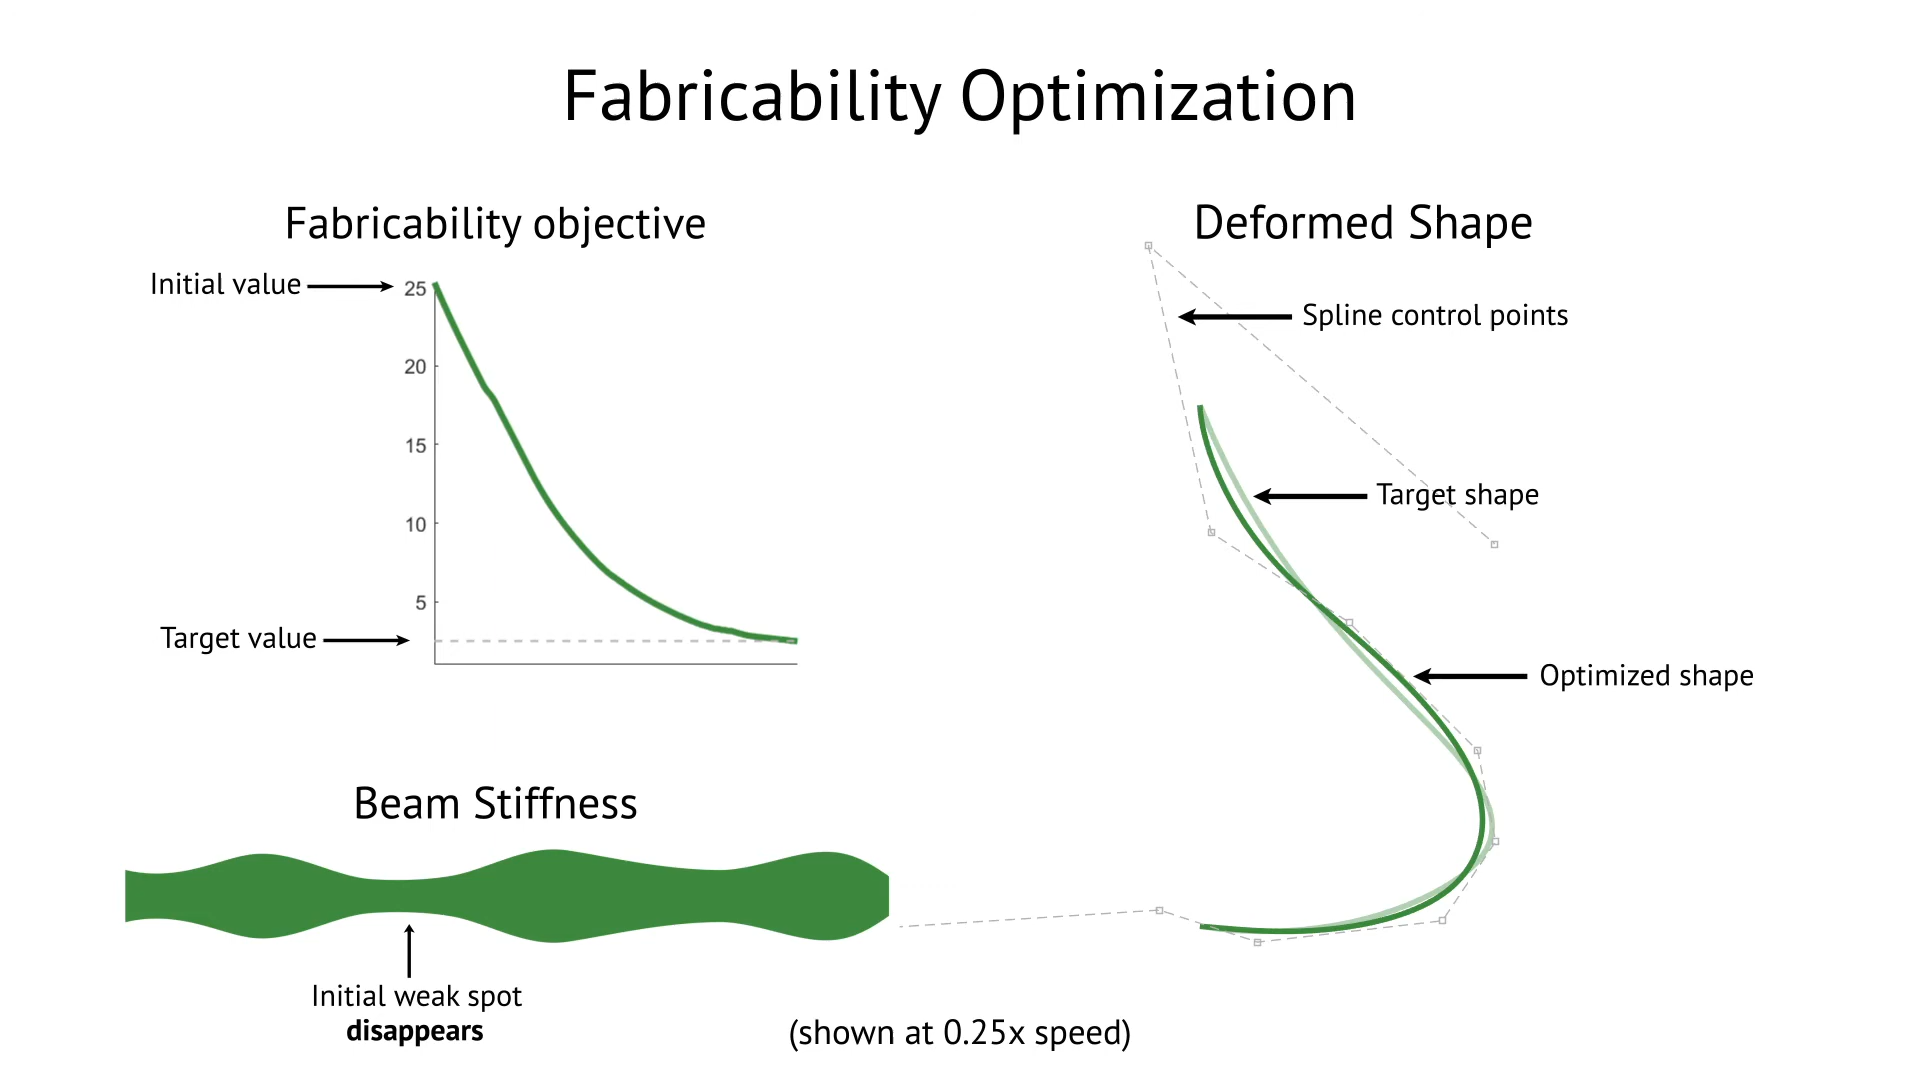 Fabricability Optimization
Fabricability objective
Initial value
25
20
15
10
5
Target value
Deformed Shape
Spline control points
Target shape
Optimized shape
Beam Stiffness
Initial weak spot
disappears
(shown at 0.25x speed)